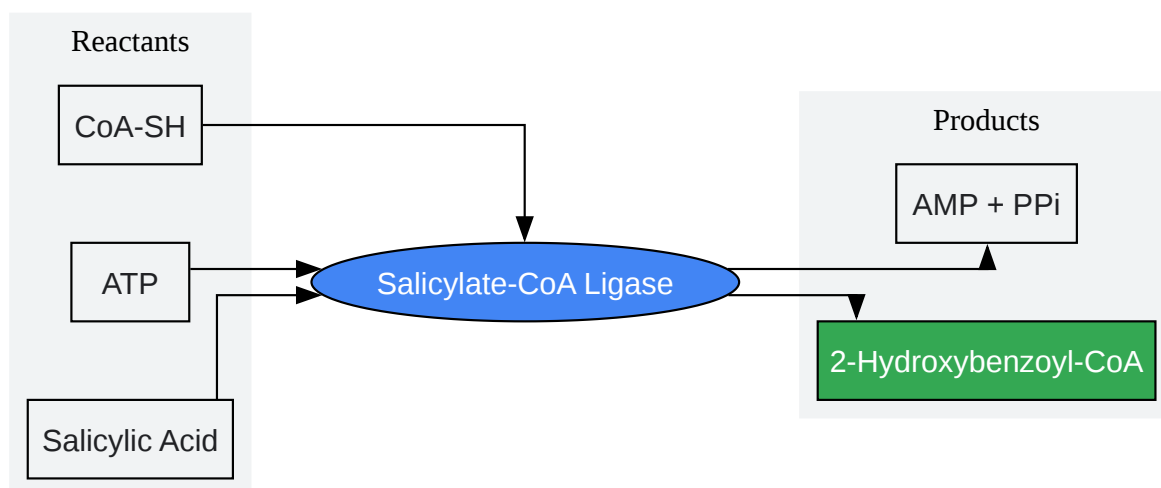 Reactants
CoA-SH
ATP
Salicylic Acid
Salicylate-CoA Ligase
Products
AMP + PPi
2-Hydroxybenzoyl-CoA